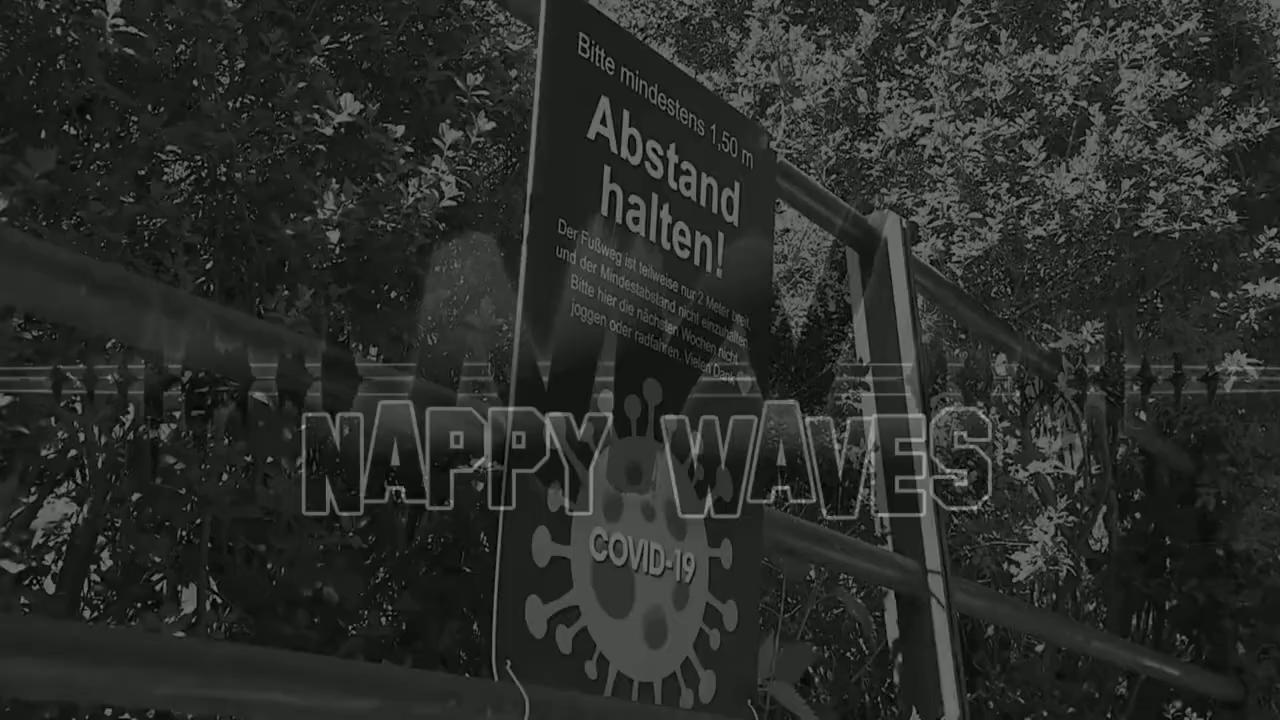 Bitte mindestens 1,50 m
Abstand
halten!
Der Fußweg ist teilweise nur 2 Meter breit
und der Mindestabstand nicht einzuhalten.
Bitte hier die nächsten Wochen nicht
joggen oder radfahren. Vielen Dank
NAPPY WAVES
COVID-19